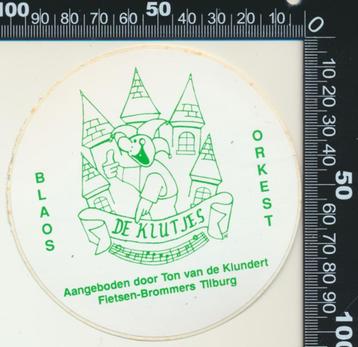 100 90 80 70 60 50 40 30 20 10 0
10 20 30 40 50 60 70 80 90 100
BLAOS
ORKEST
DE KLUTJES
Aangeboden door Ton van de Klundert
Fietsen-Brommers Tilburg